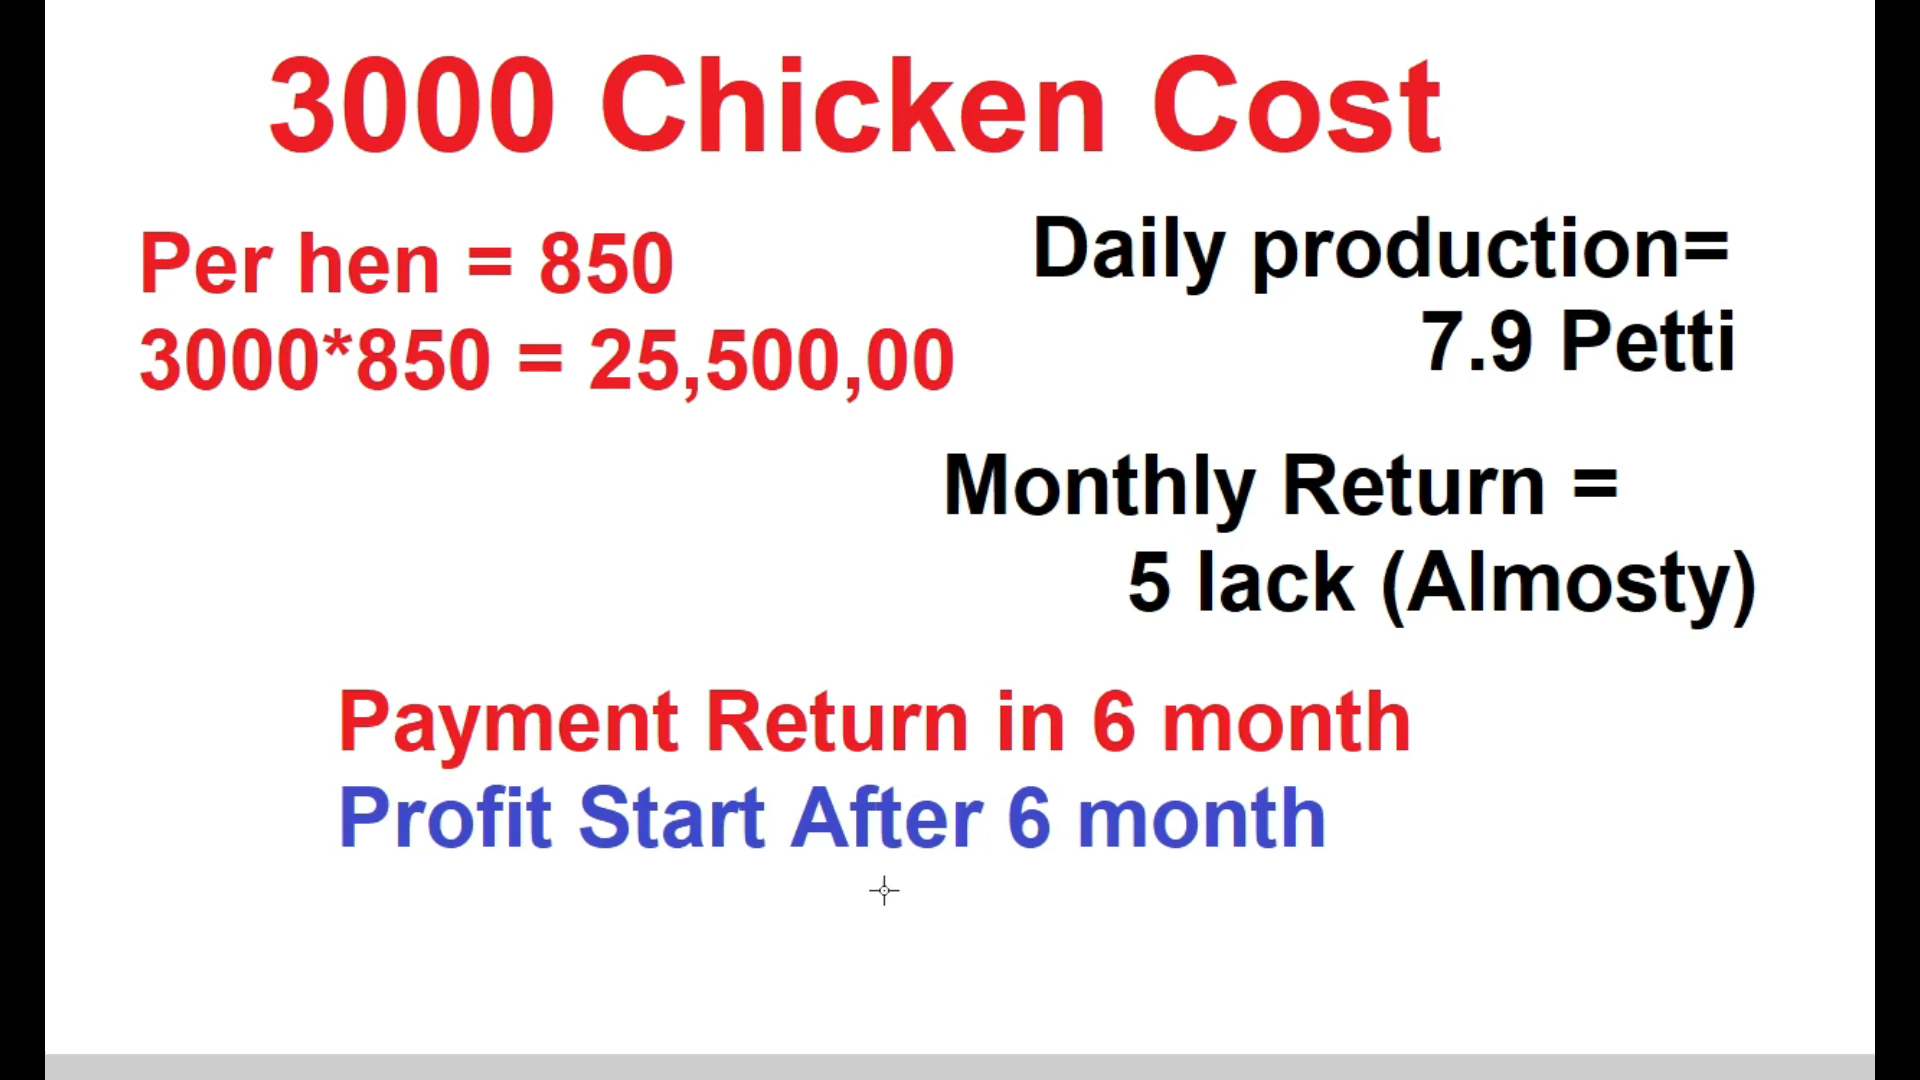 3000 Chicken Cost
Per hen = 850
3000*850 = 25,500,00
Daily production=
7.9 Petti
Monthly Return =
5 lack (Almosty)
Payment Return in 6 month
Profit Start After 6 month